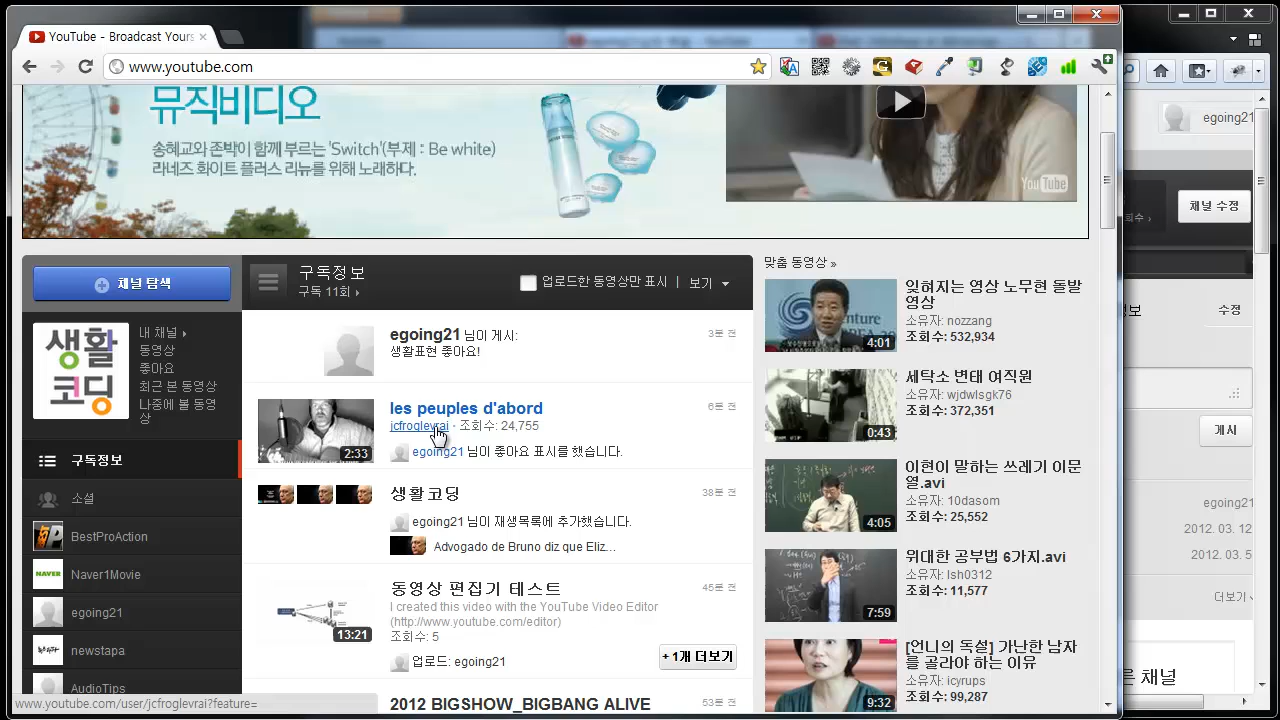 YouTube - Broadcast Yours
www.youtube.com
뮤직비디오
송혜교와 존박이 함께 부르는 'Switch'(부제 : Be white)
라네즈 화이트 플러스 리뉴를 위해 노래하다.
YouTube
채널 탐색
생활
코딩
내 채널
동영상
좋아요
최근 본 동영상
나중에 볼 동영
상
구독정보
소셜
BestProAction
NAVER
Naver1Movie
egoing21
newstapa
AudioTips
구독정보
구독 11회
업로드한 동영상만 표시
보기
egoing21 님이 게시:
3분 전
생활표현 좋아요!
les peuples d'abord
6분 전
jcfroglevrai · 조회수: 24,755
2:33
egoing21 님이 좋아요 표시를 했습니다.
생활코딩
38분 전
egoing21 님이 재생목록에 추가했습니다.
Advogado de Bruno diz que Eliz...
동영상 편집기 테스트
45분 전
I created this video with the YouTube Video Editor
(http://www.youtube.com/editor)
조회수: 5
13:21
업로드: egoing21
+ 1개 더보기
2012 BIGSHOW_BIGBANG ALIVE
53분 전
www.youtube.com/user/jcfroglevrai?feature=
맞춤 동영상 »
잊혀지는 영상 노무현 돌발
영상
소유자: nozzang
조회수: 532,934
4:01
세탁소 변태 여직원
소유자: wjdwlsgk76
조회수: 372,351
0:43
이현이 말하는 쓰레기 이문
열.avi
소유자: 10dasom
조회수: 25,552
4:05
위대한 공부법 6가지.avi
소유자: lsh0312
조회수: 11,577
7:59
[언니의 독설] 가난한 남자
를 골라야 하는 이유
소유자: icyrups
조회수: 99,287
9:32
egoing21
채널 수정
회수 ›
정보
수정
게시
egoing21
2012. 03. 12
2012. 03. 5
더보기
른 채널